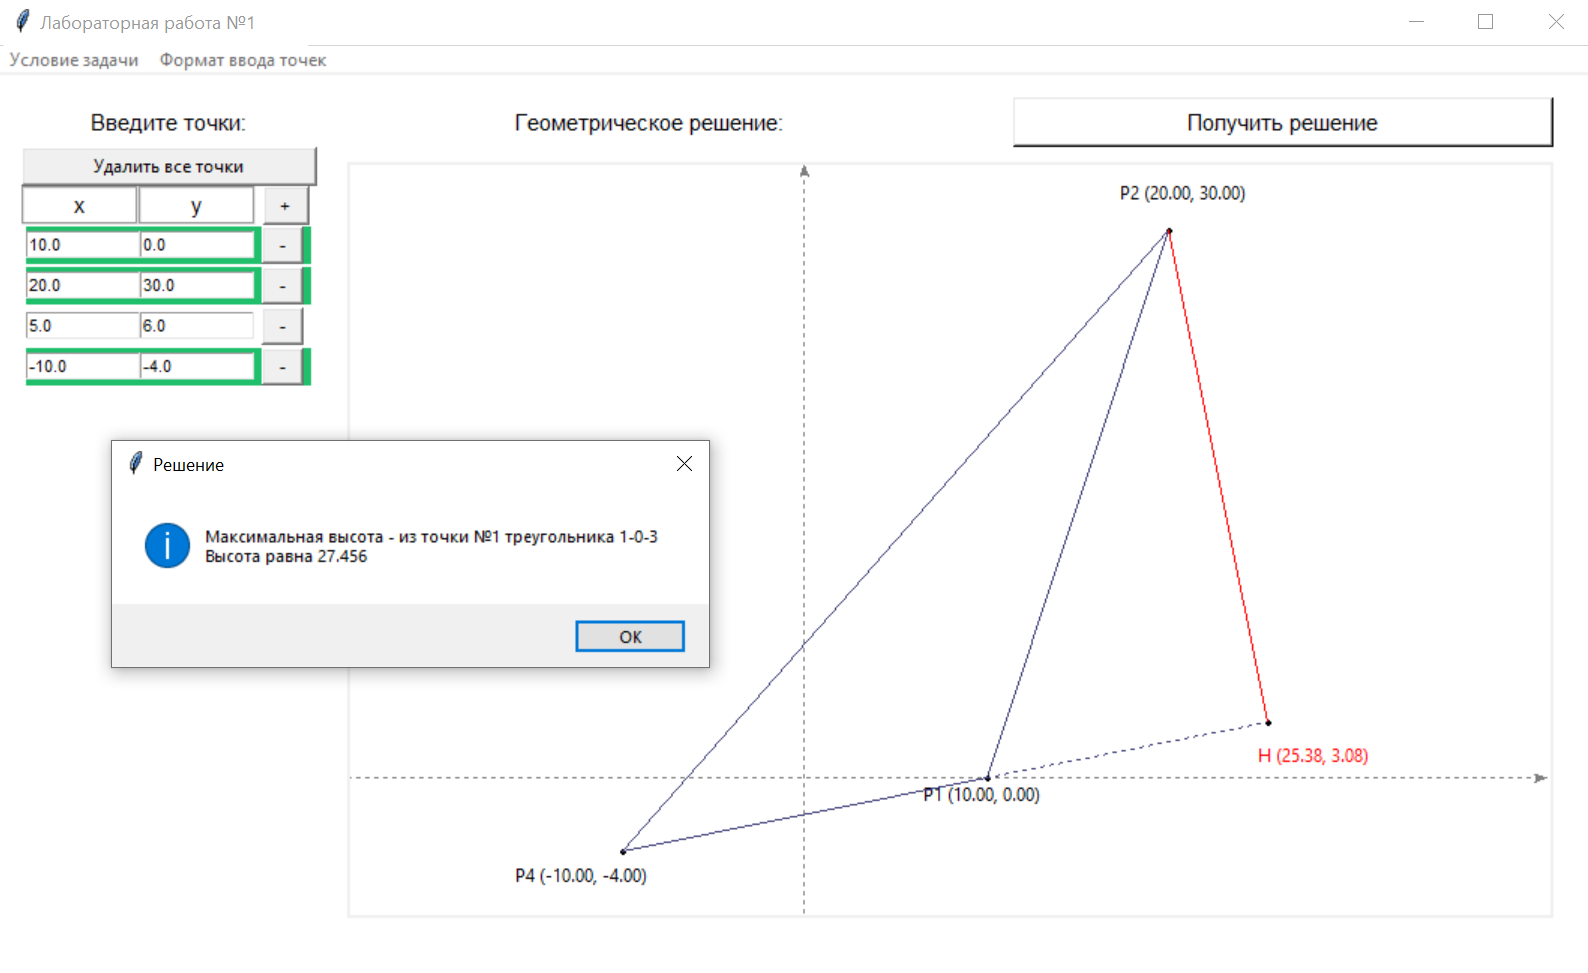 Лабораторная работа №1
Условие задачи Формат ввода точек
Введите точки:
Геометрическое решение:
Получить решение
Удалить все точки
x y +
10.0 0.0 -
20.0 30.0 -
5.0 6.0 -
-10.0 -4.0 -
P2 (20.00, 30.00)
Решение
Максимальная высота - из точки №1 треугольника 1-0-3
Высота равна 27.456
OK
H (25.38, 3.08)
P1 (10.00, 0.00)
P4 (-10.00, -4.00)